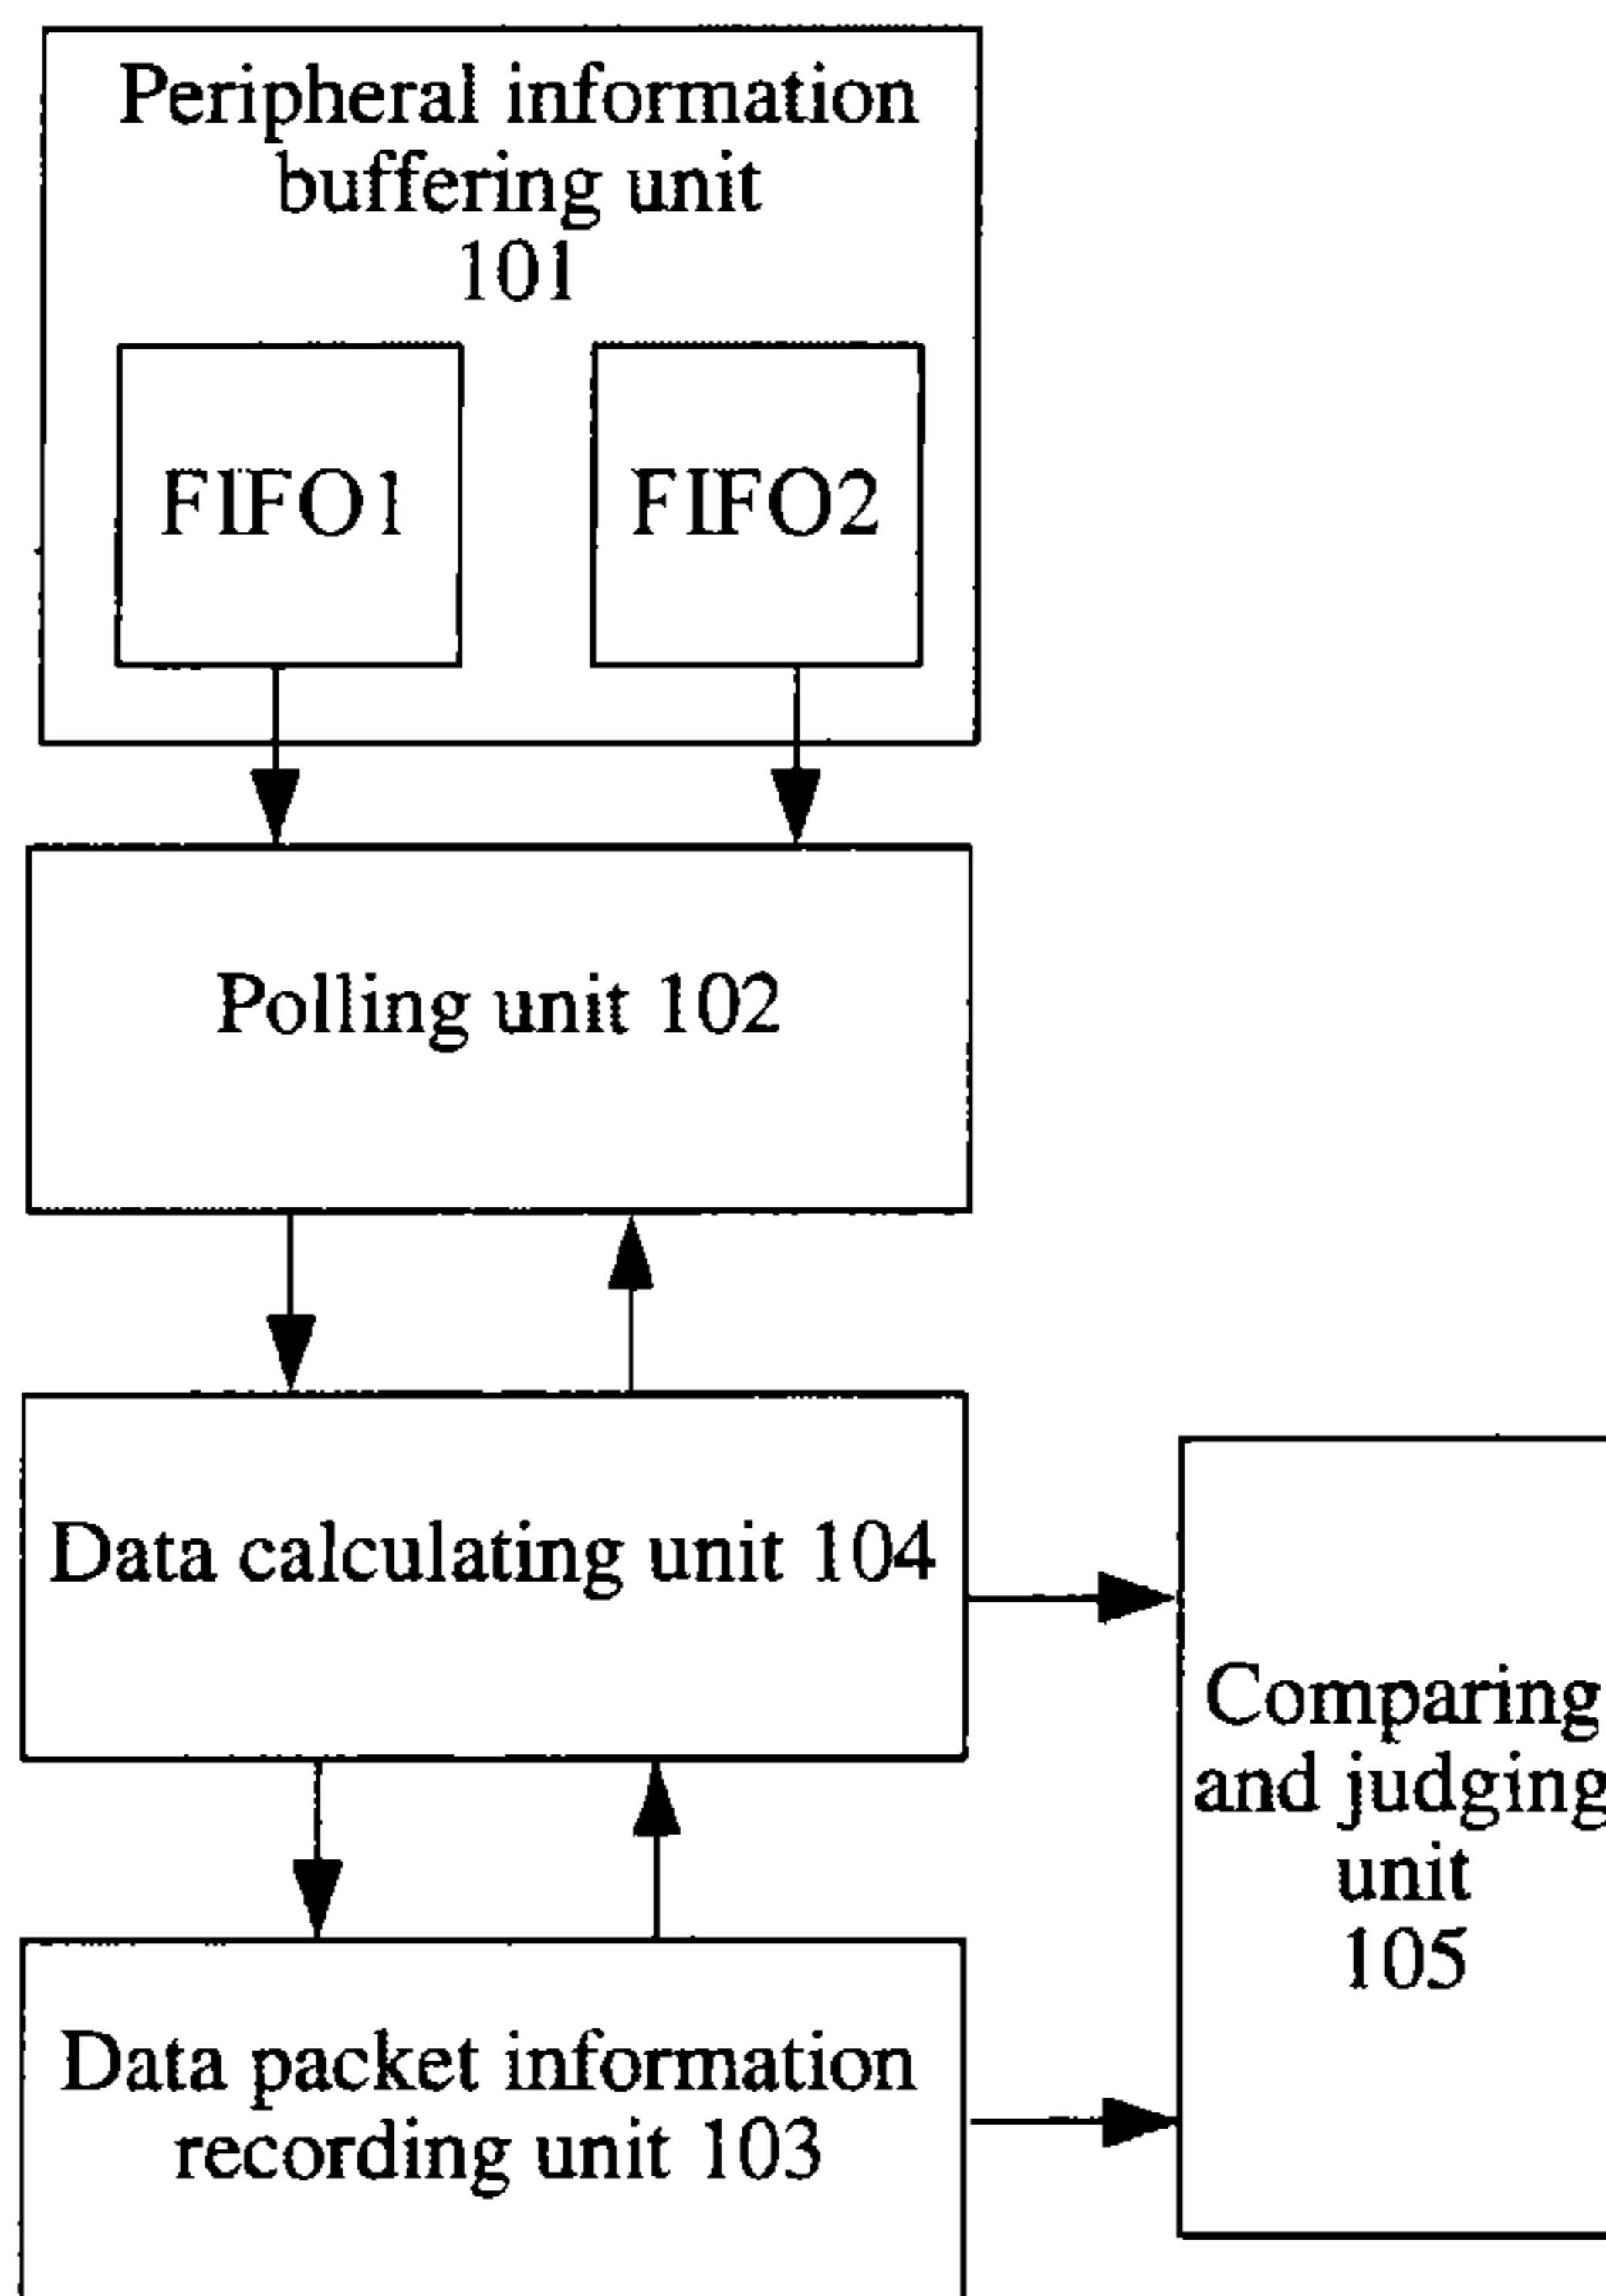 Peripheral information
buffering unit
101
FIFO1
FIFO2
Polling unit 102
Data calculating unit 104
Comparing
and judging
unit
105
Data packet information
recording unit 103